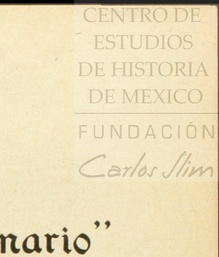 CENTRO DE
ESTUDIOS
DE HISTORIA
DE MEXICO
FUNDACIÓN
Carlos Slim
nario”